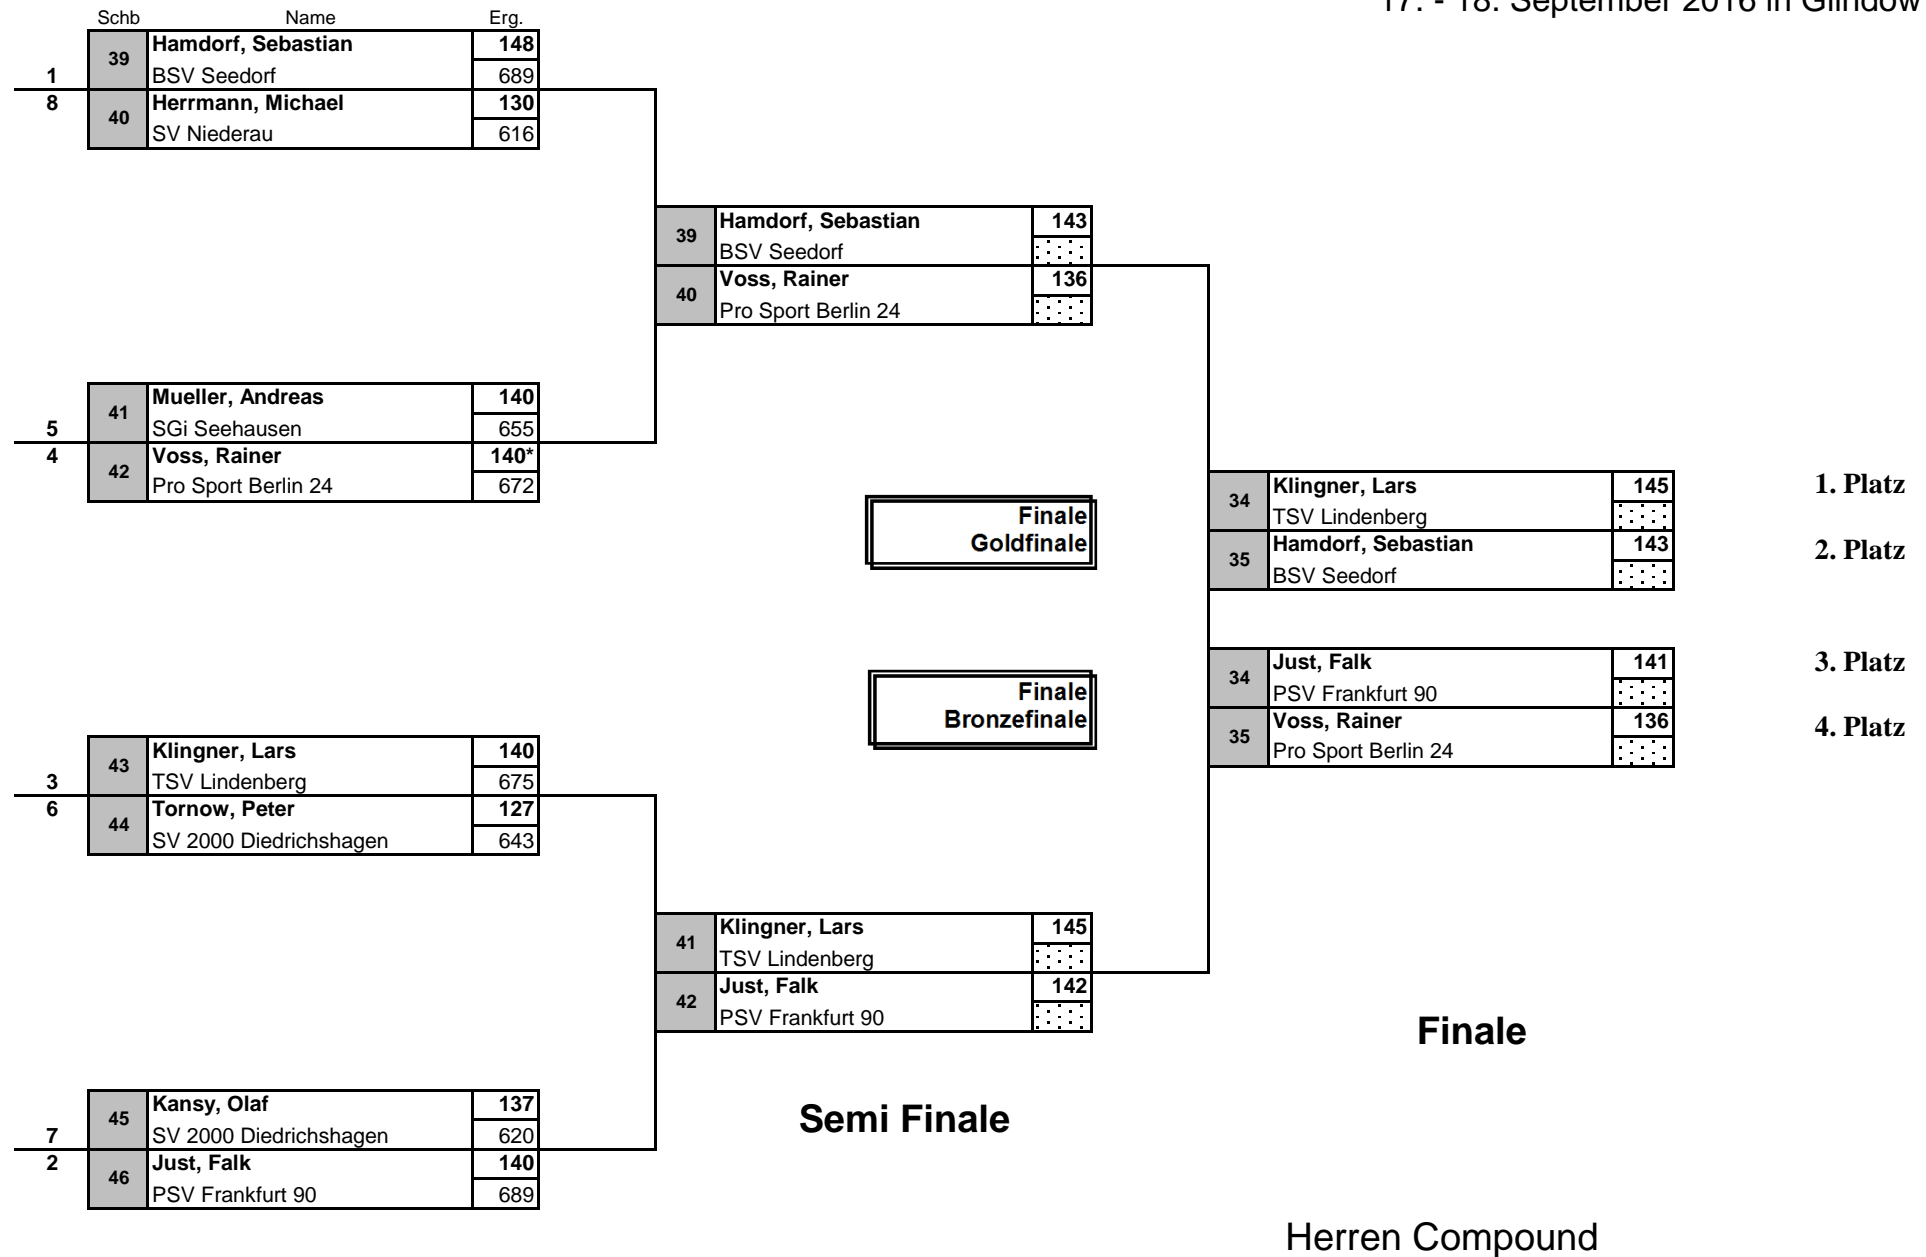 17. - 18. September 2016 in Glindow
Schb Name Erg.
39 Hamdorf, Sebastian 148
1 BSV Seedorf 689
8 40 Herrmann, Michael 130
SV Niederau 616
39 Hamdorf, Sebastian 143
BSV Seedorf
40 Voss, Rainer 136
Pro Sport Berlin 24
41 Mueller, Andreas 140
5 SGi Seehausen 655
4 42 Voss, Rainer 140*
Pro Sport Berlin 24 672
Finale
Goldfinale
34 Klingner, Lars 145 1. Platz
TSV Lindenberg
35 Hamdorf, Sebastian 143 2. Platz
BSV Seedorf
Finale
Bronzefinale
34 Just, Falk 141 3. Platz
PSV Frankfurt 90
35 Voss, Rainer 136 4. Platz
Pro Sport Berlin 24
43 Klingner, Lars 140
3 TSV Lindenberg 675
6 44 Tornow, Peter 127
SV 2000 Diedrichshagen 643
41 Klingner, Lars 145
TSV Lindenberg
42 Just, Falk 142
PSV Frankfurt 90
Finale
45 Kansy, Olaf 137
7 SV 2000 Diedrichshagen 620
2 46 Just, Falk 140
PSV Frankfurt 90 689
Semi Finale
Herren Compound